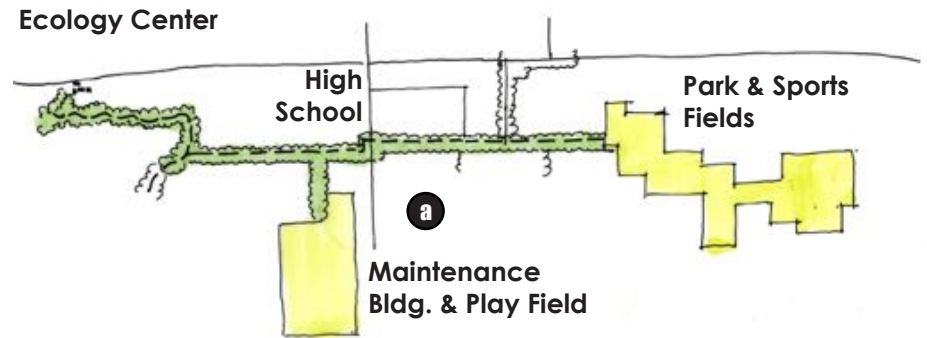 Ecology Center
High
School
Park & Sports
Fields
a
Maintenance
Bldg. & Play Field